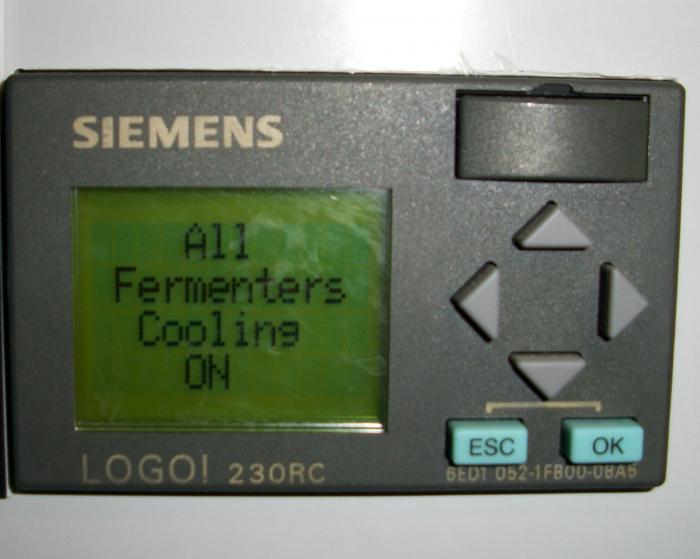 SIEMENS
All
Fermenters
Cooling
ON
ESC
OK
LOGO! 230RC
6ED1 052-1FB00-0BA5